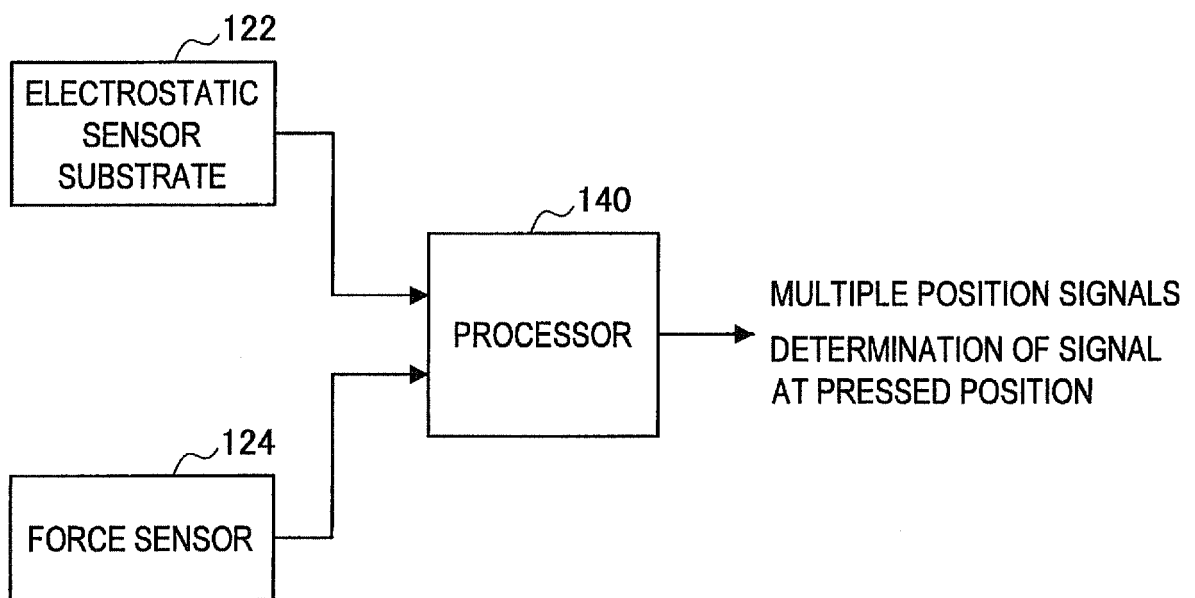 122
ELECTROSTATIC
SENSOR
SUBSTRATE
140
PROCESSOR
MULTIPLE POSITION SIGNALS
DETERMINATION OF SIGNAL
AT PRESSED POSITION
124
FORCE SENSOR